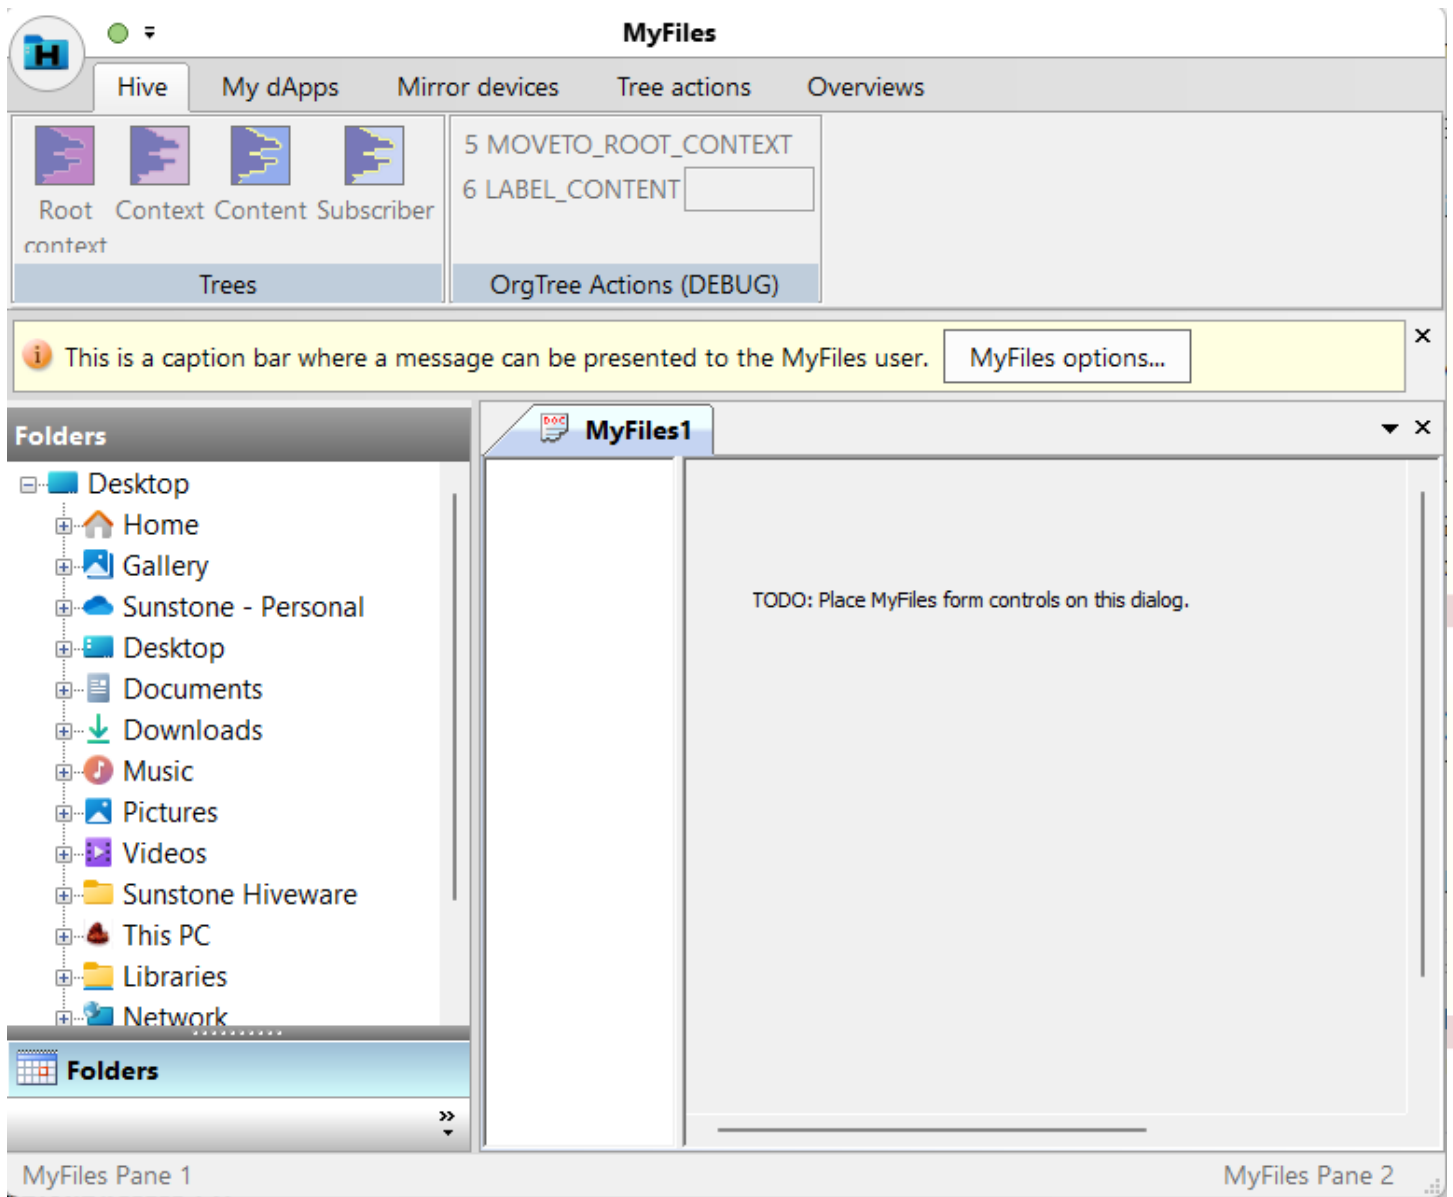 MyFiles
H
Hive My dApps Mirror devices Tree actions Overviews
Root context
Context
Content
Subscriber
Trees
5 MOVETO_ROOT_CONTEXT
6 LABEL_CONTENT
OrgTree Actions (DEBUG)
This is a caption bar where a message can be presented to the MyFiles user.
MyFiles options...
Folders
Desktop
Home
Gallery
Sunstone - Personal
Desktop
Documents
Downloads
Music
Pictures
Videos
Sunstone Hiveware
This PC
Libraries
Network
Folders
DOC
MyFiles1
TODO: Place MyFiles form controls on this dialog.
MyFiles Pane 1
MyFiles Pane 2